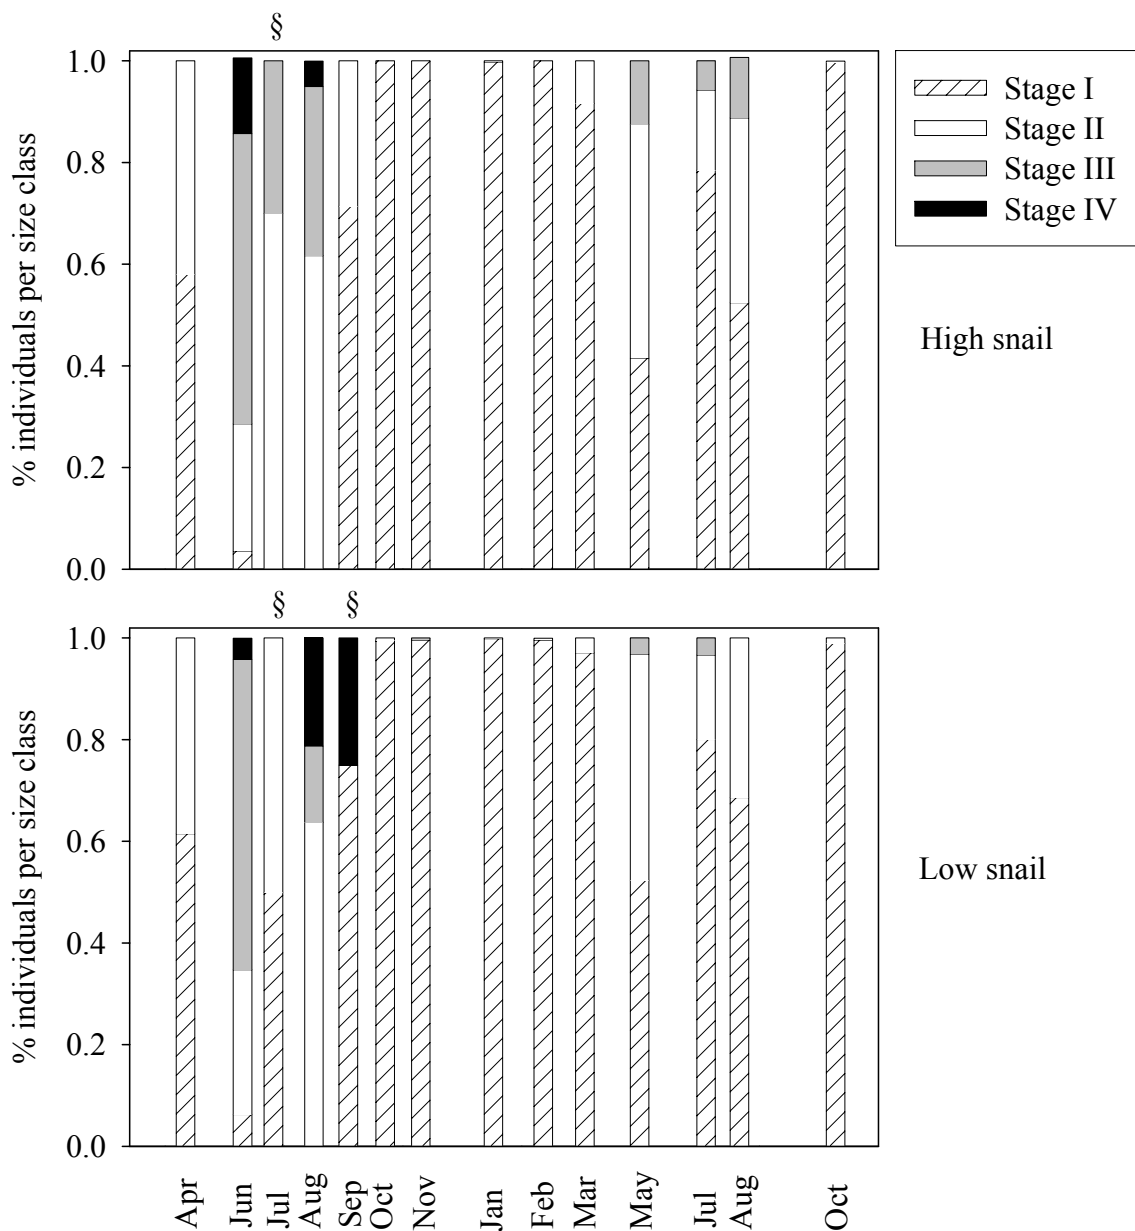 §
1.0
0.8
0.6
0.4
0.2
0.0
% individuals per size class
Stage I
Stage II
Stage III
Stage IV
High snail
§ §
1.0
0.8
0.6
0.4
0.2
0.0
% individuals per size class
Low snail
Apr Jun Jul Aug Sep Oct Nov Jan Feb Mar May Jul Aug Oct